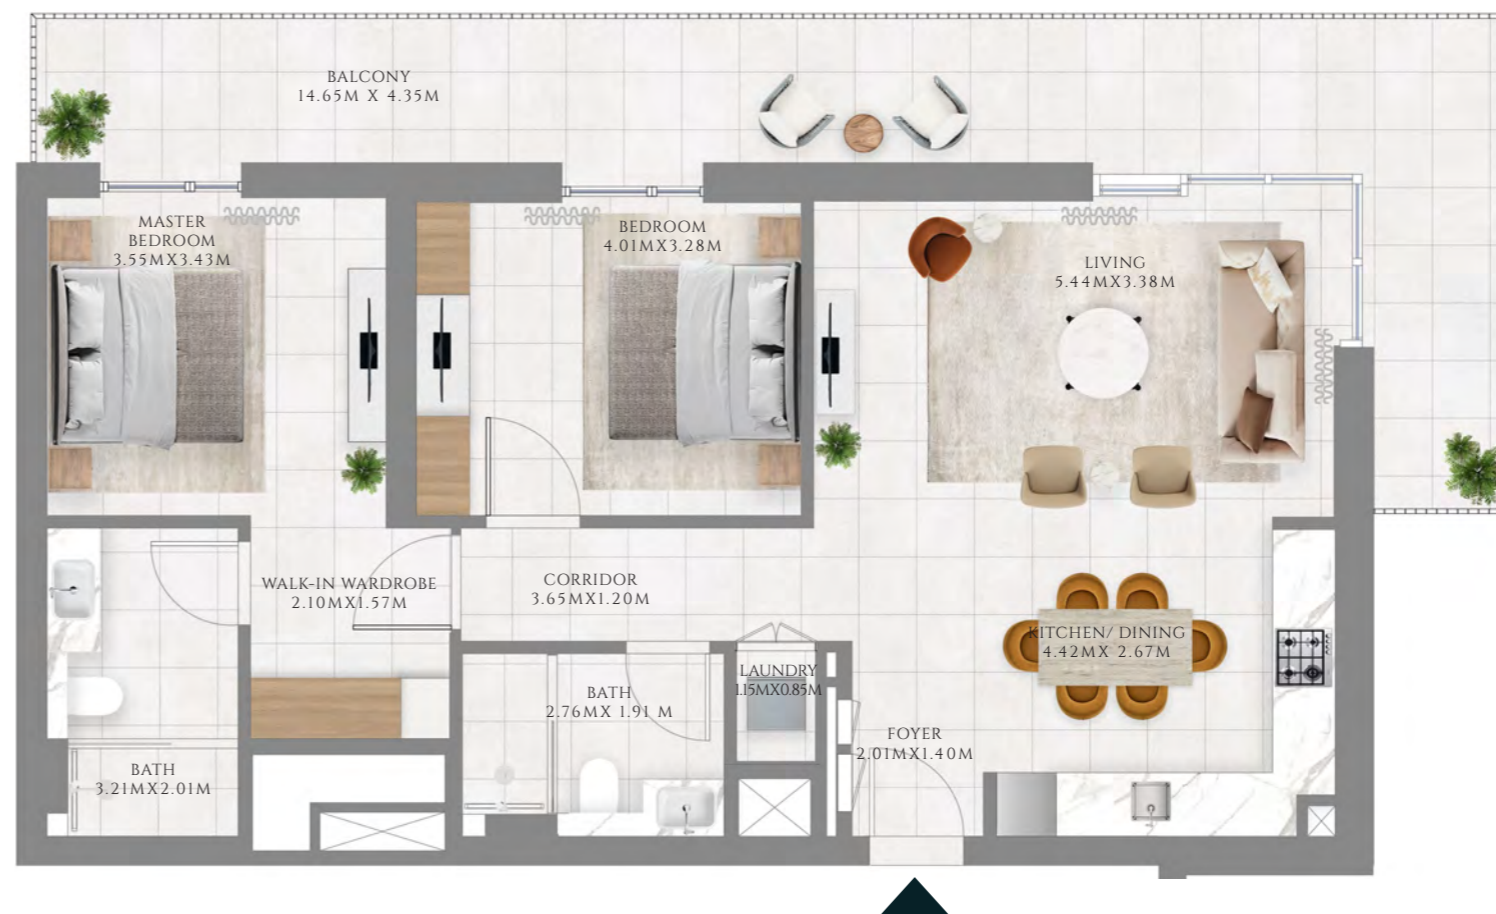 BALCONY
14.65M X 4.35M
MASTER
BEDROOM
3.55MX3.43M
BEDROOM
4.01MX3.28M
LIVING
5.44MX3.38M
WALK-IN WARDROBE
2.10MX1.57M
CORRIDOR
3.65MX1.20M
KITCHEN/ DINING
4.42MX 2.67M
LAUNDRY
1.15MX0.85M
BATH
2.76MX 1.91 M
FOYER
2.01MX1.40M
BATH
3.21MX2.01M